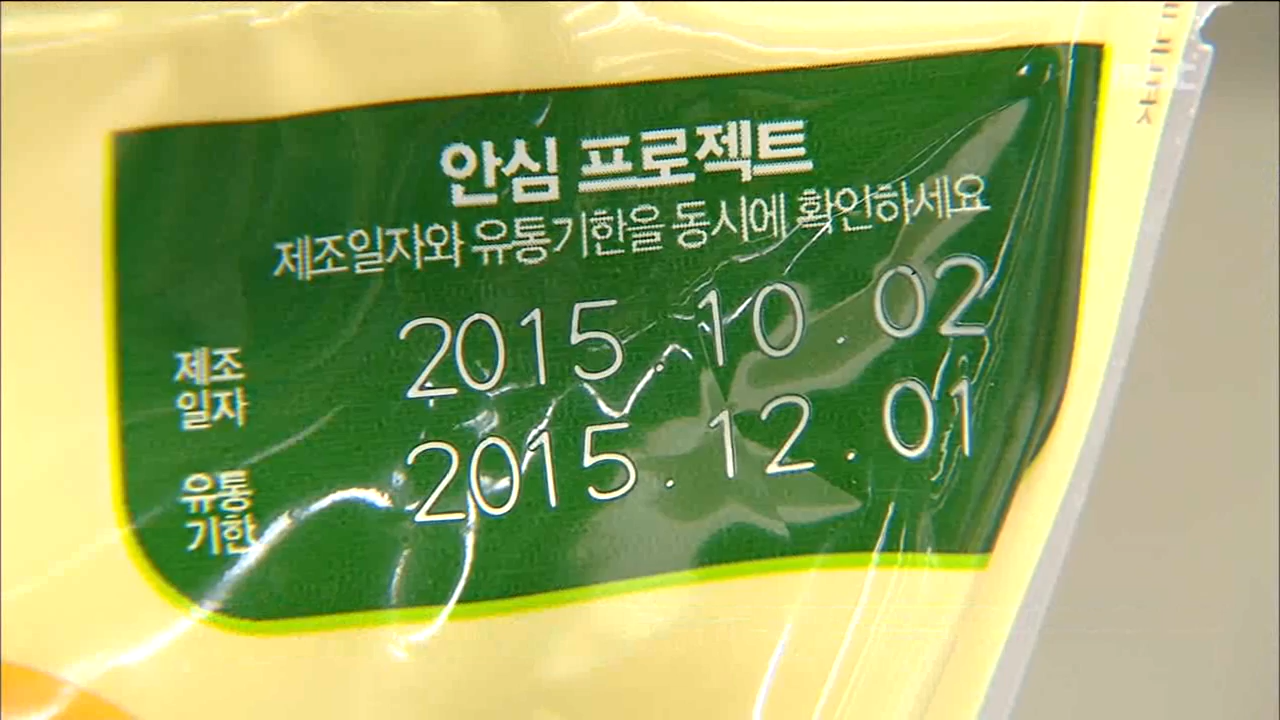 안심 프로젝트
제조일자와 유통기한을 동시에 확인하세요
제조
일자
2015.10.02
유통
기한
2015.12.01